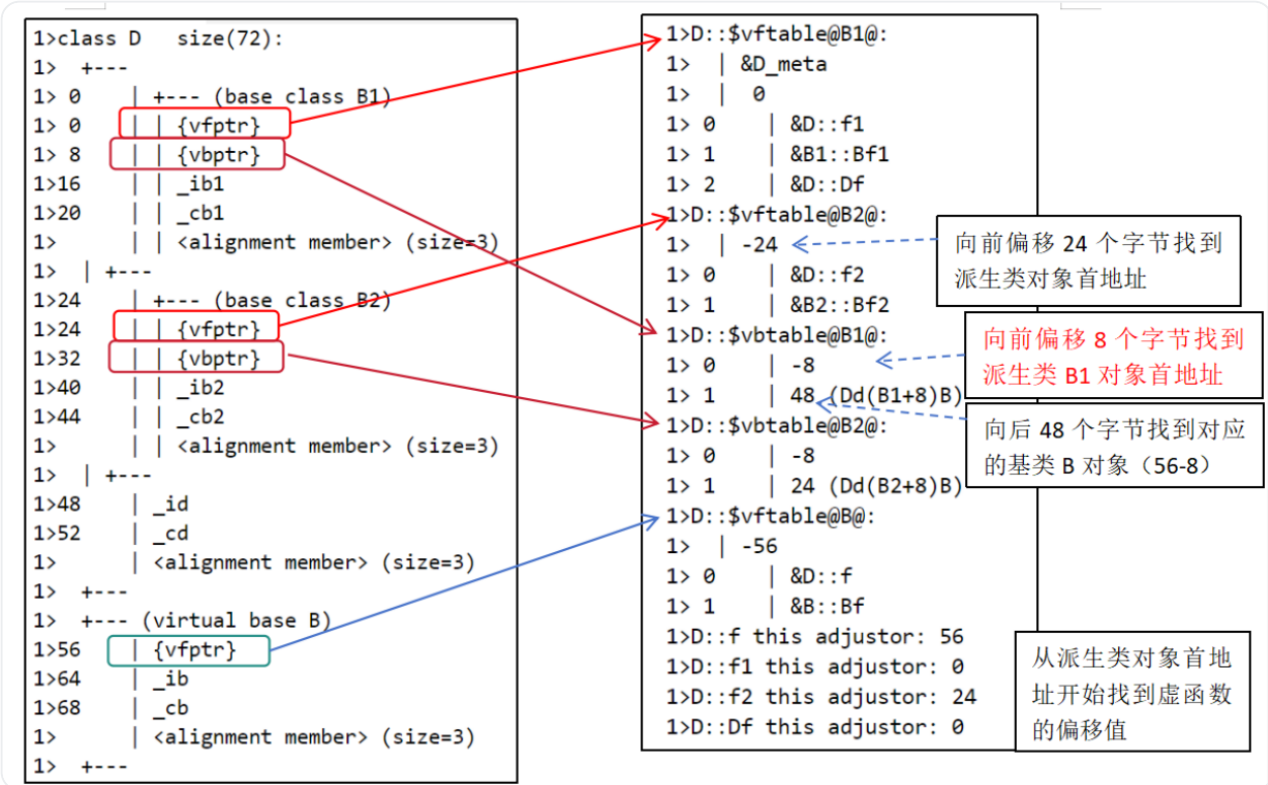 1>class D   size(72):
1>  +---
1> 0      | +--- (base class B1)
1> 0      | | {vfptr}
1> 8      | | {vbptr}
1>16      | | _ib1
1>20      | | _cb1
1>        | | <alignment member> (size=3)
1>  | +---
1>24      | +--- (base class B2)
1>24      | | {vfptr}
1>32      | | {vbptr}
1>40      | | _ib2
1>44      | | _cb2
1>        | | <alignment member> (size=3)
1>  | +---
1>48      | _id
1>52      | _cd
1>        | <alignment member> (size=3)
1>  +---
1>  +--- (virtual base B)
1>56      | {vfptr}
1>64      | _ib
1>68      | _cb
1>        | <alignment member> (size=3)
1>  +---
1>D::$vftable@B1@:
1>  | &D_meta
1>  |  0
1> 0      | &D::f1
1> 1      | &B1::Bf1
1> 2      | &D::Df
1>D::$vftable@B2@:
1>  | -24
1> 0      | &D::f2
1> 1      | &B2::Bf2
1>D::$vbtable@B1@:
1> 0      | -8
1> 1      | 48 (Dd(B1+8)B)
1>D::$vbtable@B2@:
1> 0      | -8
1> 1      | 24 (Dd(B2+8)B)
1>D::$vftable@B@:
1>  | -56
1> 0      | &D::f
1> 1      | &B::Bf
1>D::f this adjustor: 56
1>D::f1 this adjustor: 0
1>D::f2 this adjustor: 24
1>D::Df this adjustor: 0
向前偏移 24 个字节找到
派生类对象首地址
向前偏移 8 个字节找到
派生类 B1 对象首地址
向后 48 个字节找到对应
的基类 B 对象（56-8）
从派生类对象首地
址开始找到虚函数
的偏移值